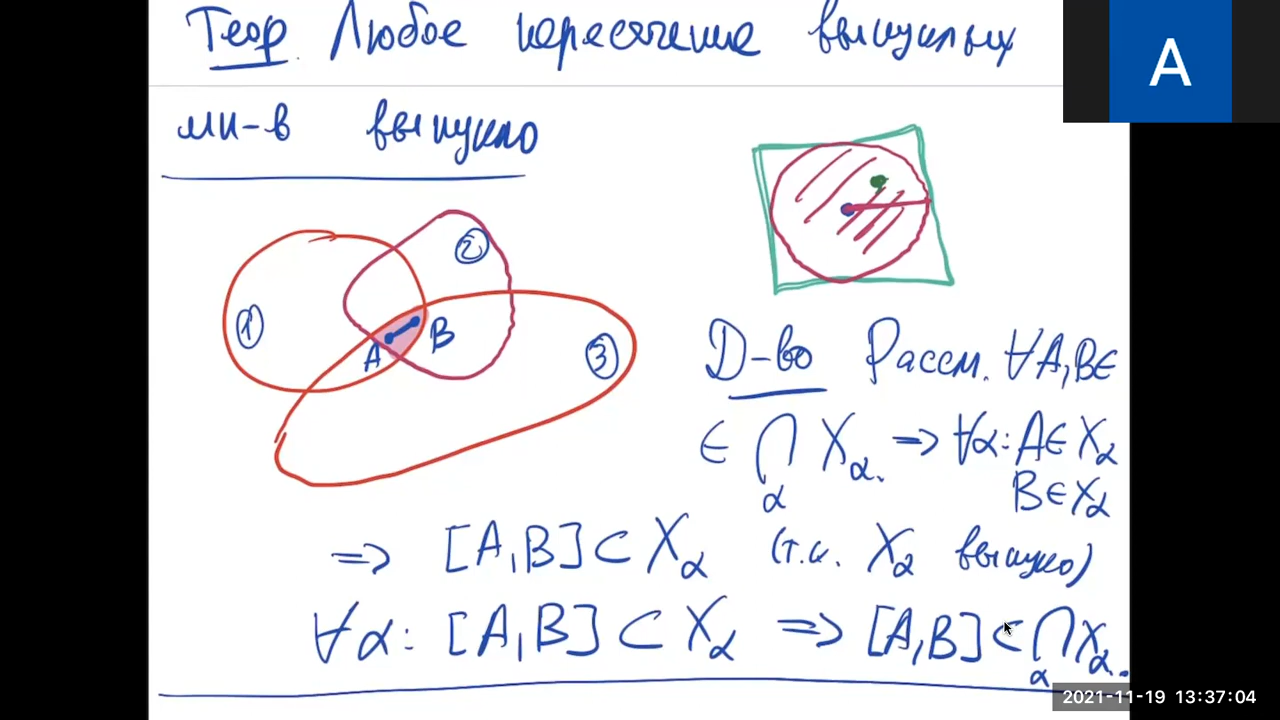 Теор. Любое пересечение выпуклых
A
мн-в выпукло
1
2
3
A
B
Д-во Рассм. ∀A,B∈
∈ ⋂ Xα. => ∀α: A∈Xα
α
B∈Xα
=> [A,B]⊂Xα (т.к. Xα выпукло)
∀α: [A,B]⊂Xα => [A,B]⊂⋂Xα.
α
2021-11-19 13:37:04